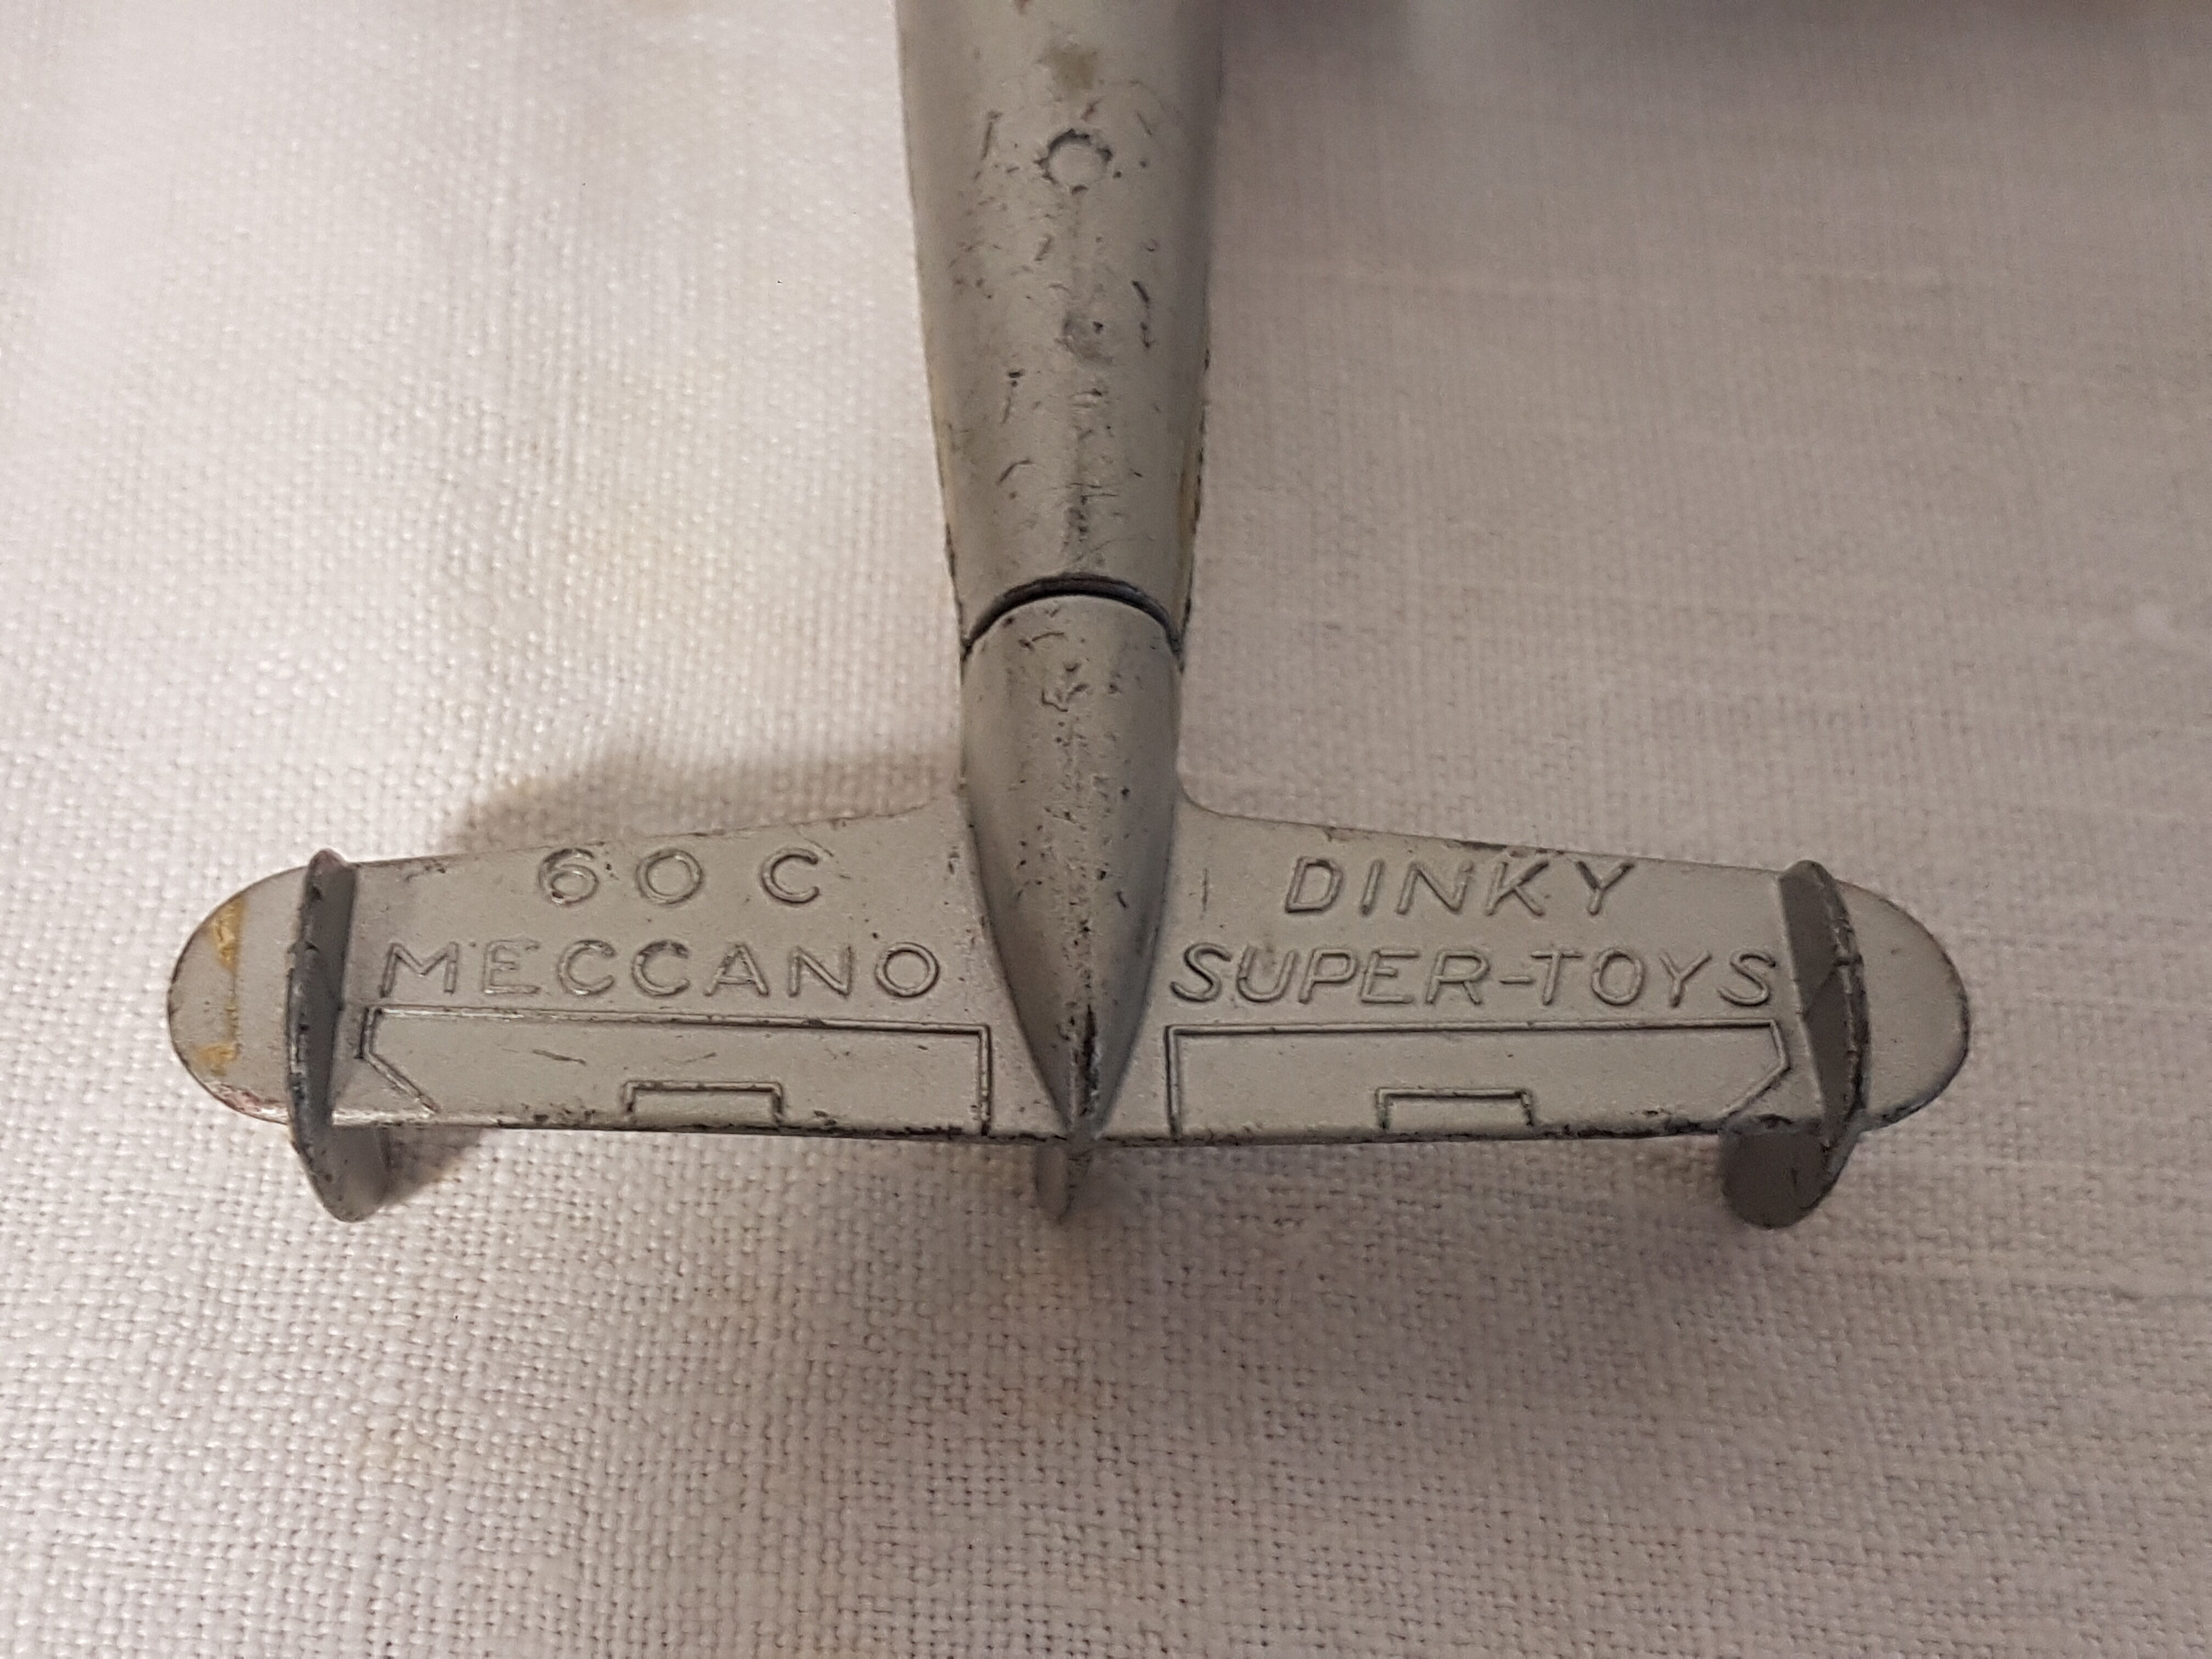 60 C
MECCANO
DINKY
SUPER-TOYS